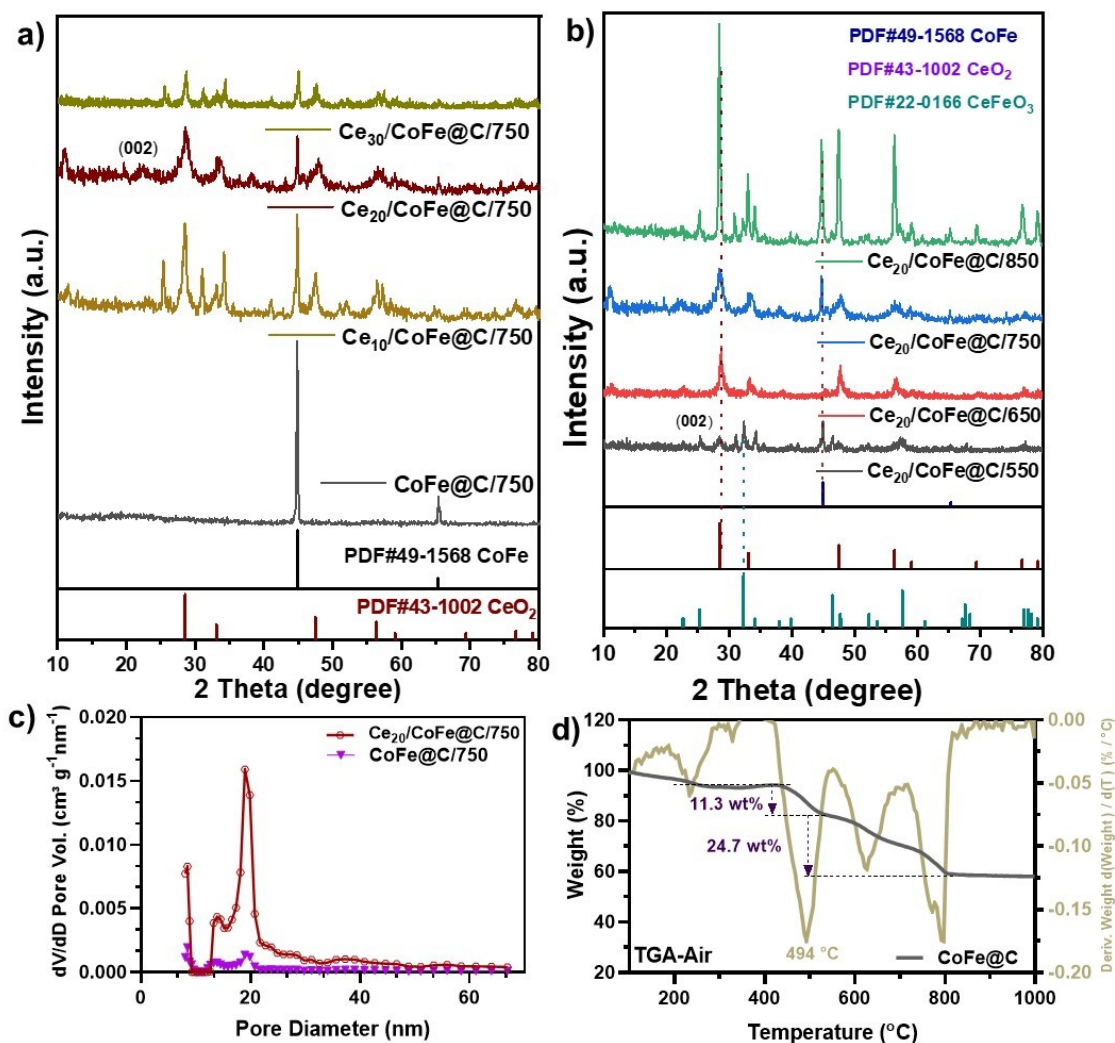 a)
Ce₃₀/CoFe@C/750
(002)
Ce₂₀/CoFe@C/750
Ce₁₀/CoFe@C/750
CoFe@C/750
PDF#49-1568 CoFe
PDF#43-1002 CeO₂
Intensity (a.u.)
10 20 30 40 50 60 70 80
2 Theta (degree)
b)
PDF#49-1568 CoFe
PDF#43-1002 CeO₂
PDF#22-0166 CeFeO₃
Ce₂₀/CoFe@C/850
Ce₂₀/CoFe@C/750
Ce₂₀/CoFe@C/650
(002)
Ce₂₀/CoFe@C/550
Intensity (a.u.)
10 20 30 40 50 60 70 80
2 Theta (degree)
c)
Ce₂₀/CoFe@C/750
CoFe@C/750
dV/dD Pore Vol. (cm³ g⁻¹nm⁻¹)
0.020
0.015
0.010
0.005
0.000
0 20 40 60
Pore Diameter (nm)
d)
Weight (%)
120
100
80
60
40
20
11.3 wt%
24.7 wt%
494 °C
TGA-Air
CoFe@C
200 400 600 800 1000
Temperature (°C)
0.00
-0.05
-0.10
-0.15
-0.20
Deriv. Weight d(Weight) / d(T) (% / °C)